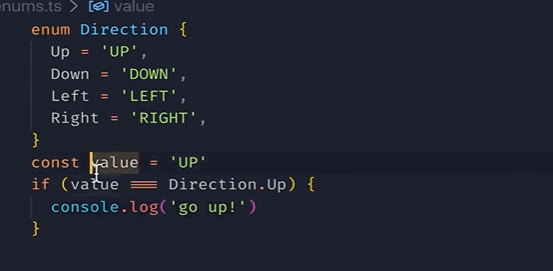 enums.ts > value
enum Direction {
  Up = 'UP',
  Down = 'DOWN',
  Left = 'LEFT',
  Right = 'RIGHT',
}
const value = 'UP'
if (value === Direction.Up) {
  console.log('go up!')
}